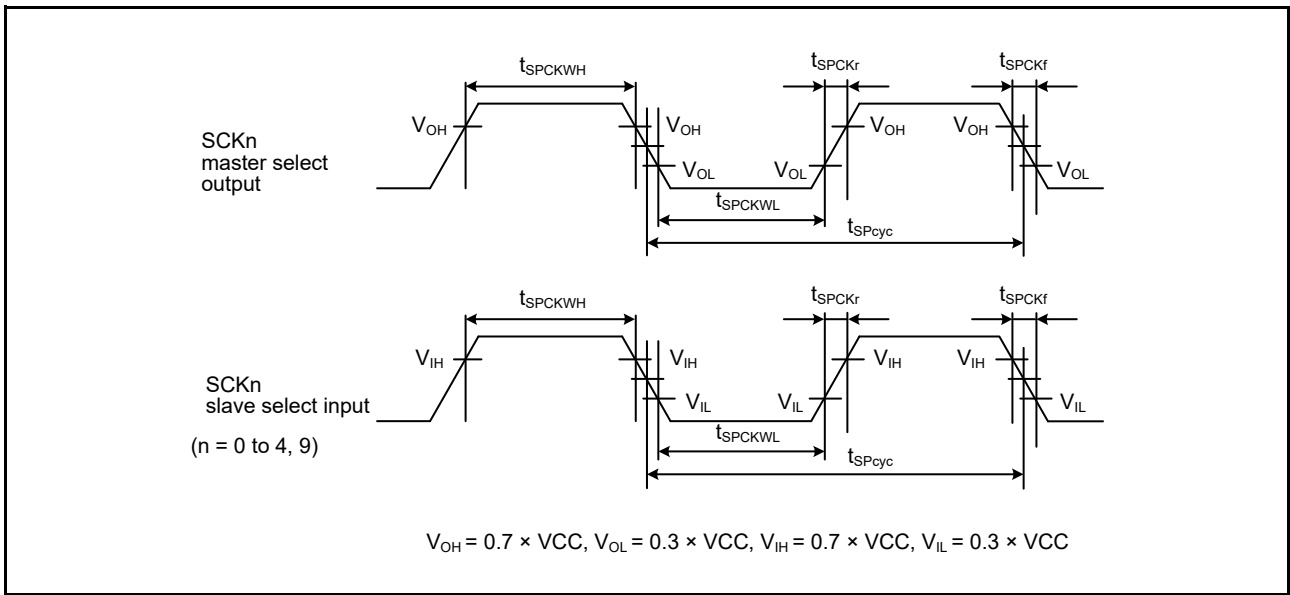 tSPCKWH
tSPCKr
tSPCKf
VOH
VOH
VOH
VOH
SCKn
master select
output
VOL
VOL
VOL
tSPCKWL
tSPcyc
tSPCKWH
tSPCKr
tSPCKf
VIH
VIH
VIH
VIH
SCKn
slave select input
VIL
VIL
VIL
(n = 0 to 4, 9)
tSPCKWL
tSPcyc
VOH = 0.7 × VCC, VOL = 0.3 × VCC, VIH = 0.7 × VCC, VIL = 0.3 × VCC